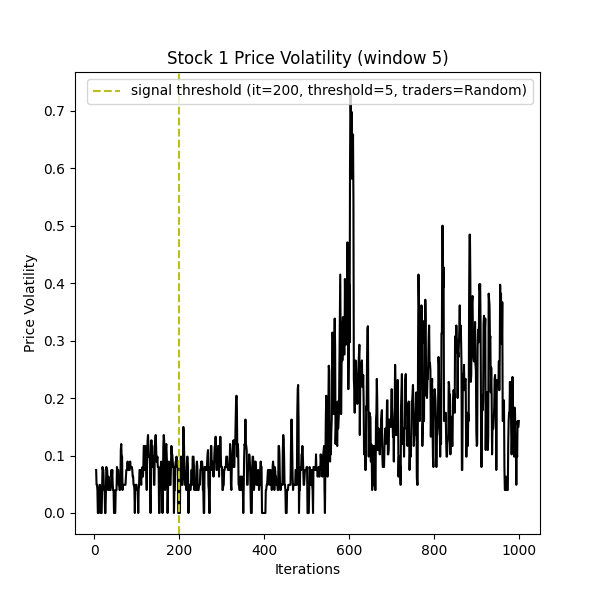 Stock 1 Price Volatility (window 5)
signal threshold (it=200, threshold=5, traders=Random)
0.7
0.6
0.5
0.4
0.3
0.2
0.1
0.0
Price Volatility
0 200 400 600 800 1000
Iterations